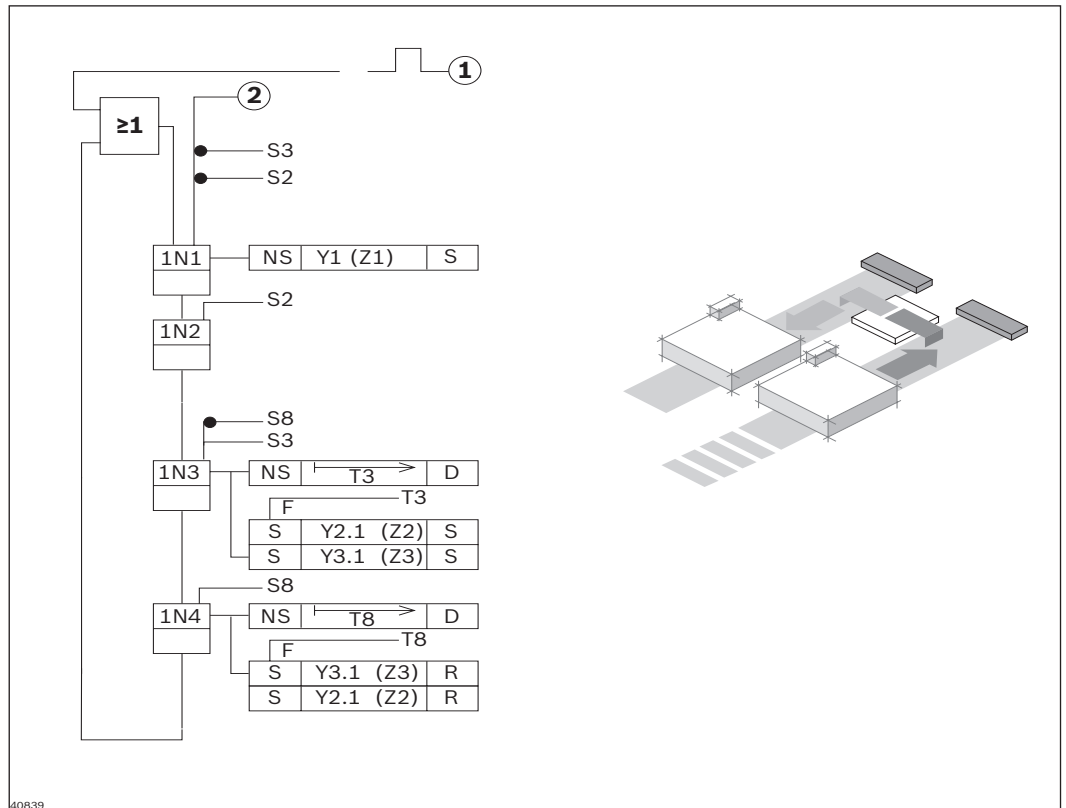 1
2
≥1
S3
S2
1N1 NS Y1 (Z1) S
S2
1N2
S8
S3
1N3 NS T3 D
T3
F
S Y2.1 (Z2) S
S Y3.1 (Z3) S
S8
1N4 NS T8 D
T8
F
S Y3.1 (Z3) R
S Y2.1 (Z2) R
40839